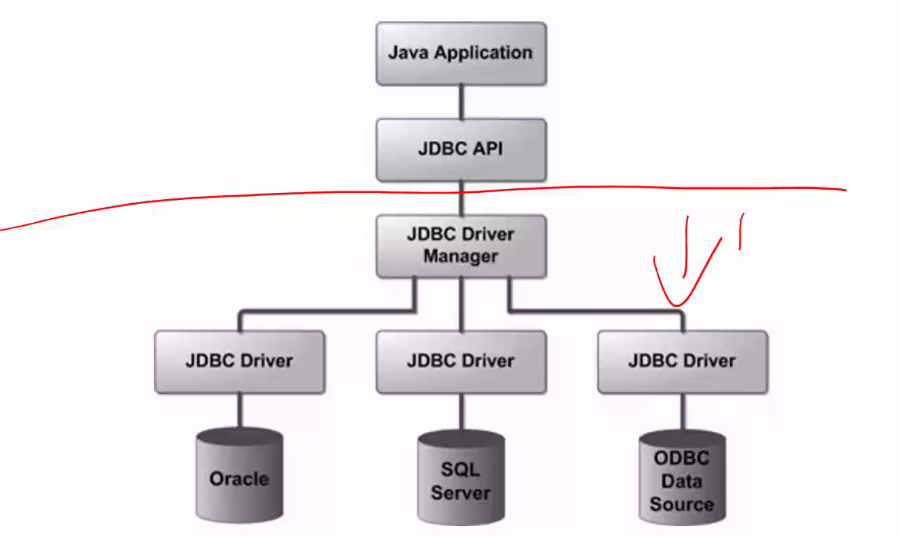 Java Application
JDBC API
JDBC Driver
Manager
JDBC Driver
JDBC Driver
JDBC Driver
Oracle
SQL
Server
ODBC
Data
Source